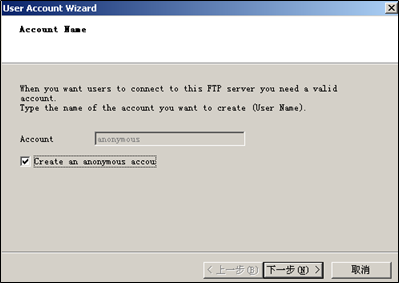 User Account Wizard
Account Name
When you want users to connect to this FTP server you need a valid
account.
Type the name of the account you want to create (User Name).
Account
anonymous
Create an anonymous accou
< 上一步(B)
下一步(N) >
取消